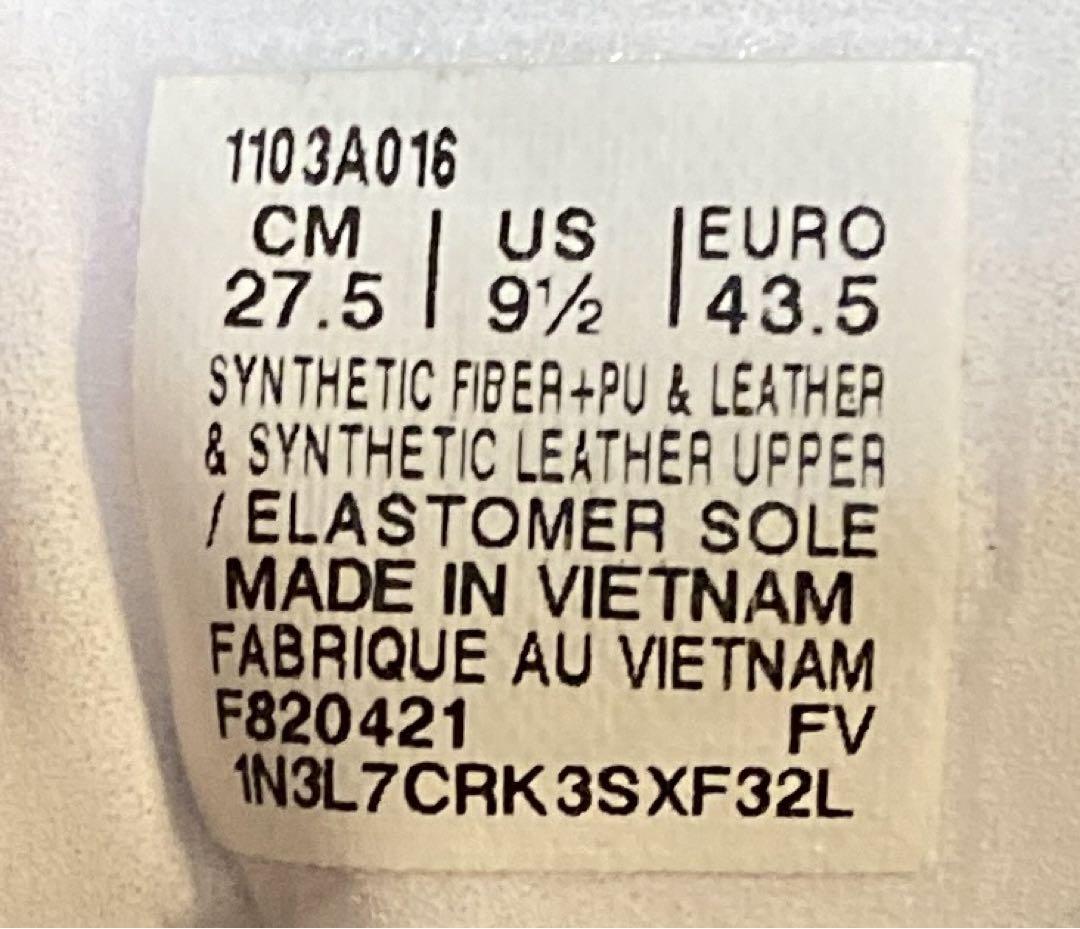 1103A016
CM | US | EURO
27.5 | 9½ | 43.5
SYNTHETIC FIBER+PU & LEATHER
& SYNTHETIC LEATHER UPPER
/ ELASTOMER SOLE
MADE IN VIETNAM
FABRIQUE AU VIETNAM
F820421 FV
1N3L7CRK3SXF32L